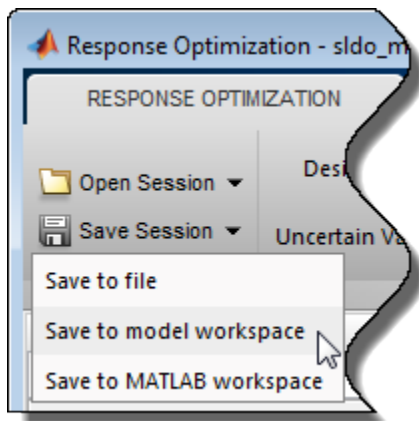 Response Optimization - sldo_m
RESPONSE OPTIMIZATION
Open Session
Desi
Save Session
Uncertain Va
Save to file
Save to model workspace
Save to MATLAB workspace